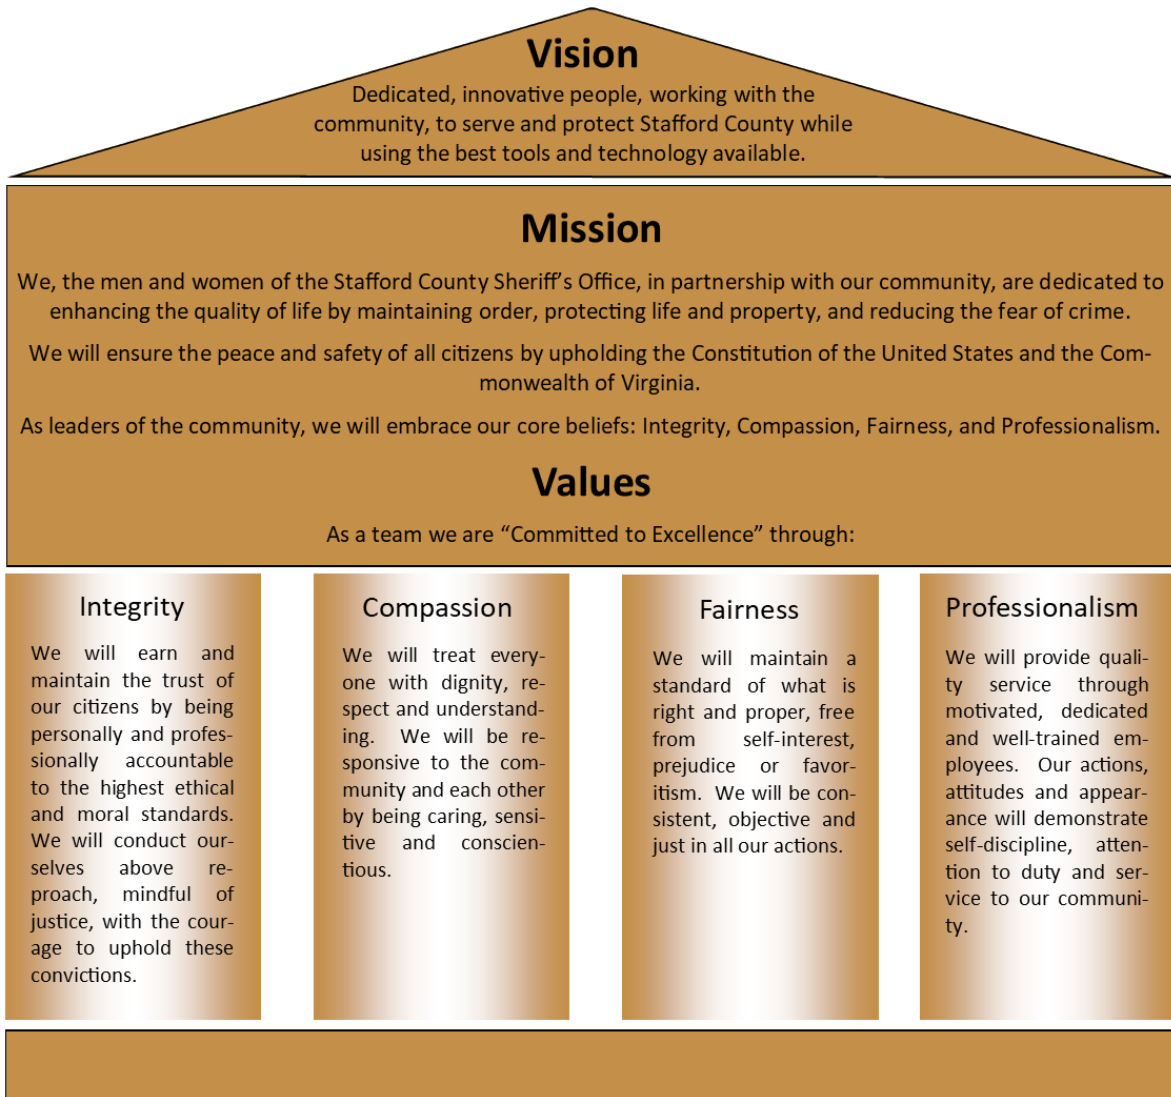 Vision
Dedicated, innovative people, working with the
community, to serve and protect Stafford County while
using the best tools and technology available.
Mission
We, the men and women of the Stafford County Sheriff’s Office, in partnership with our community, are dedicated to
enhancing the quality of life by maintaining order, protecting life and property, and reducing the fear of crime.
We will ensure the peace and safety of all citizens by upholding the Constitution of the United States and the Com-
monwealth of Virginia.
As leaders of the community, we will embrace our core beliefs: Integrity, Compassion, Fairness, and Professionalism.
Values
As a team we are “Committed to Excellence” through:
Integrity
We will earn and
maintain the trust of
our citizens by being
personally and profes-
sionally accountable
to the highest ethical
and moral standards.
We will conduct our-
selves above re-
proach, mindful of
justice, with the cour-
age to uphold these
convictions.
Compassion
We will treat every-
one with dignity, re-
spect and understand-
ing. We will be re-
sponsive to the com-
munity and each other
by being caring, sensi-
tive and conscien-
tious.
Fairness
We will maintain a
standard of what is
right and proper, free
from self-interest,
prejudice or favor-
itism. We will be con-
sistent, objective and
just in all our actions.
Professionalism
We will provide quali-
ty service through
motivated, dedicated
and well-trained em-
ployees. Our actions,
attitudes and appear-
ance will demonstrate
self-discipline, atten-
tion to duty and ser-
vice to our communi-
ty.